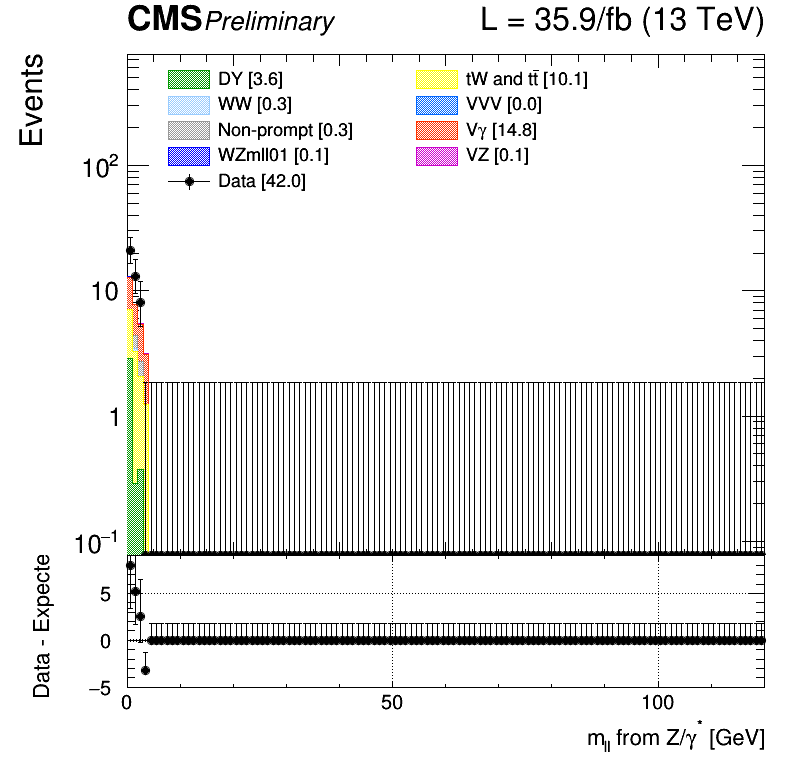 CMS Preliminary L = 35.9/fb (13 TeV)
Events
DY [3.6] tW and tt̄ [10.1]
WW [0.3] VVV [0.0]
Non-prompt [0.3] Vγ [14.8]
WZmll01 [0.1] VZ [0.1]
Data [42.0]
10²
10
1
10⁻¹
Data - Expecte
5
0
−5
0 50 100
m_ll from Z/γ* [GeV]